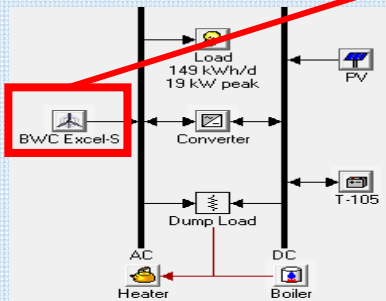 Load
149 kWh/d
19 kW peak
PV
BWC Excel-S
Converter
T-105
Dump Load
AC
DC
Heater
Boiler